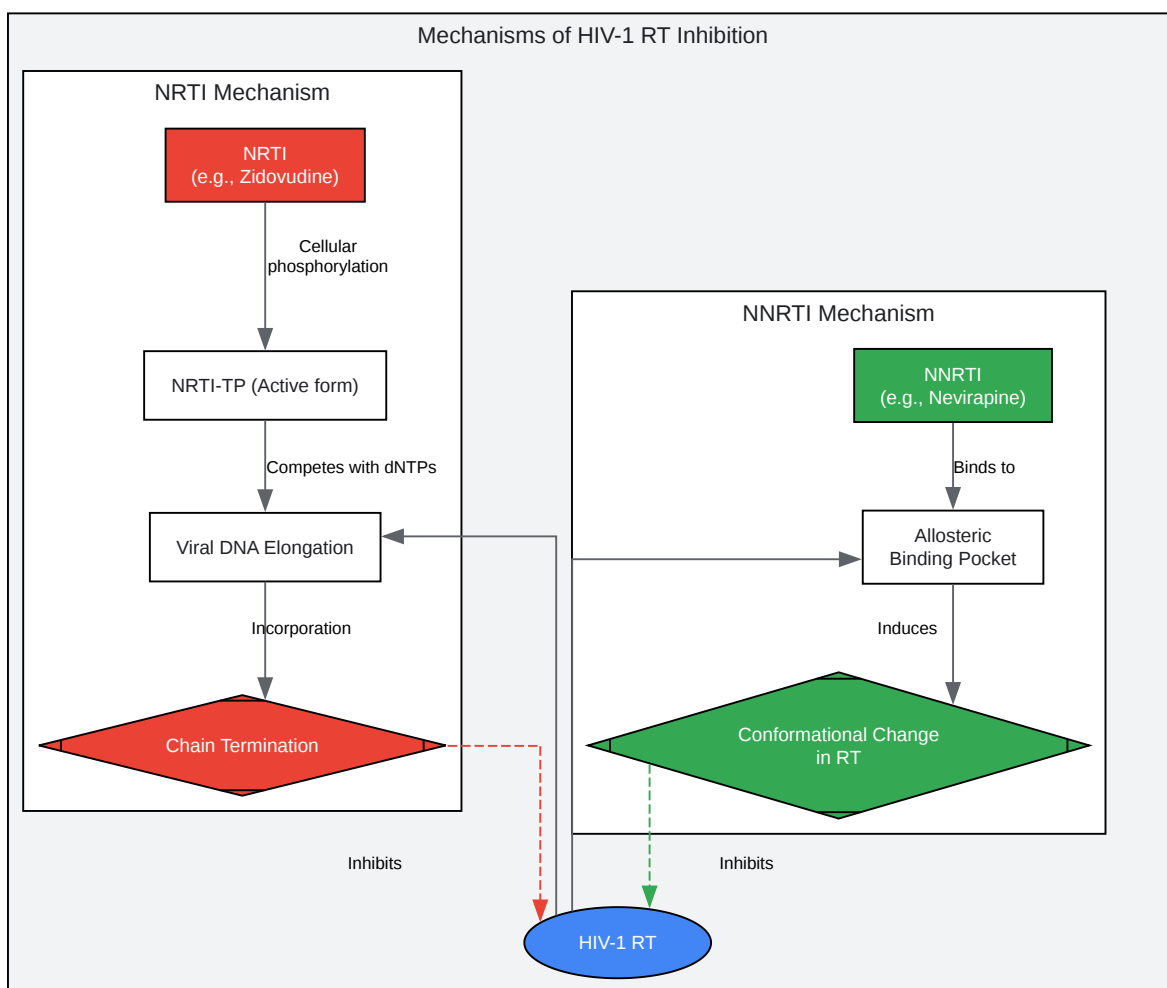 Mechanisms of HIV-1 RT Inhibition
NRTI Mechanism
NRTI
(e.g., Zidovudine)
Cellular
phosphorylation
NRTI-TP (Active form)
Competes with dNTPs
Viral DNA Elongation
Incorporation
Chain Termination
Inhibits
NNRTI Mechanism
NNRTI
(e.g., Nevirapine)
Binds to
Allosteric
Binding Pocket
Induces
Conformational Change
in RT
Inhibits
HIV-1 RT